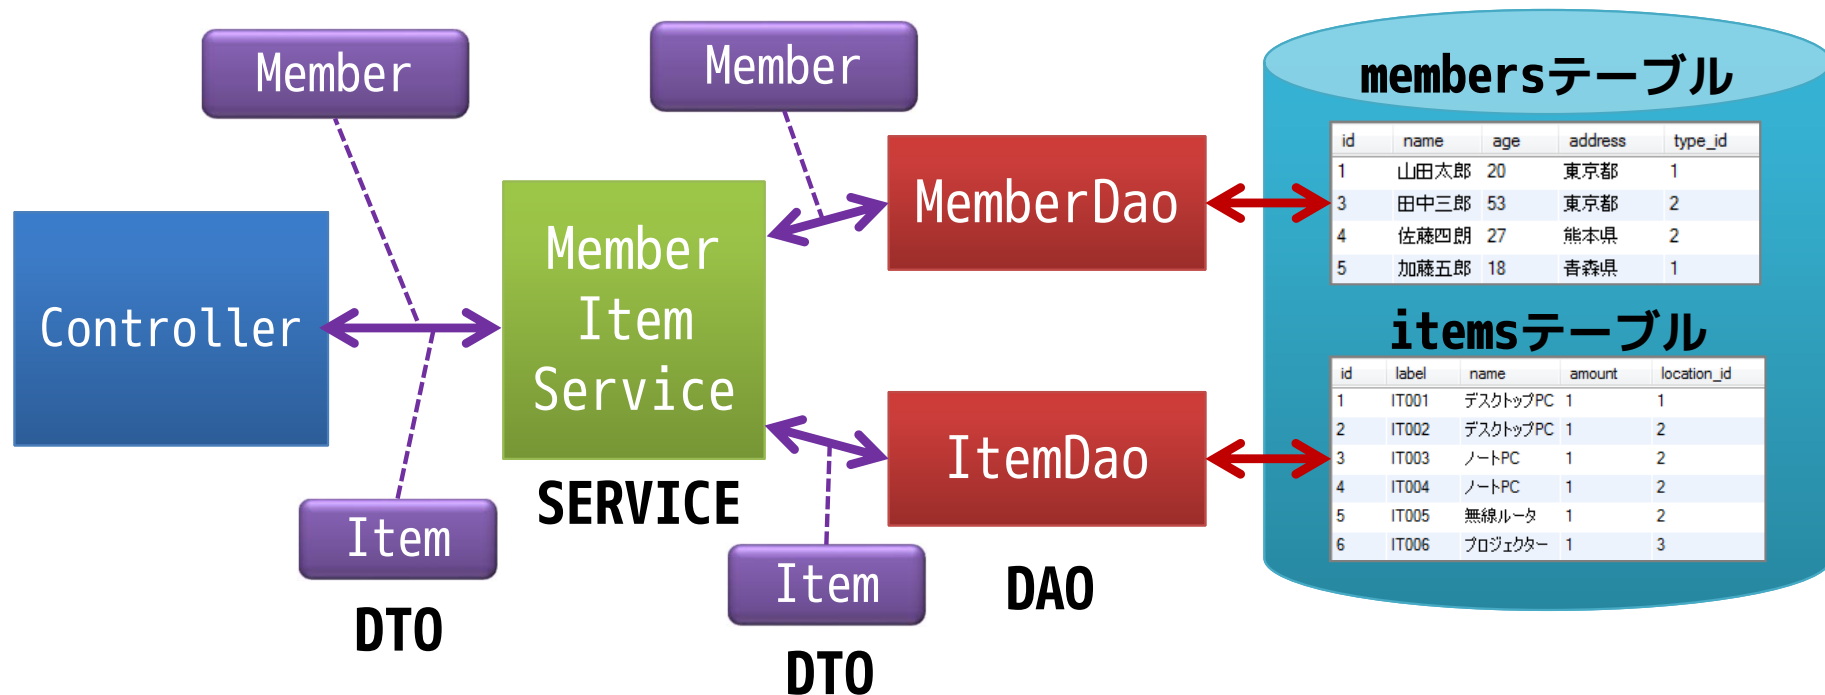 Member
Member
membersテーブル
id name age address type_id
1 山田太郎 20 東京都 1
3 田中三郎 53 東京都 2
4 佐藤四朗 27 熊本県 2
5 加藤五郎 18 青森県 1
MemberDao
Controller
Member
Item
Service
SERVICE
itemsテーブル
id label name amount location_id
1 IT001 デスクトップPC 1 1
2 IT002 デスクトップPC 1 2
3 IT003 ノートPC 1 2
4 IT004 ノートPC 1 2
5 IT005 無線ルータ 1 2
6 IT006 プロジェクター 1 3
ItemDao
DAO
Item
DTO
Item
DTO